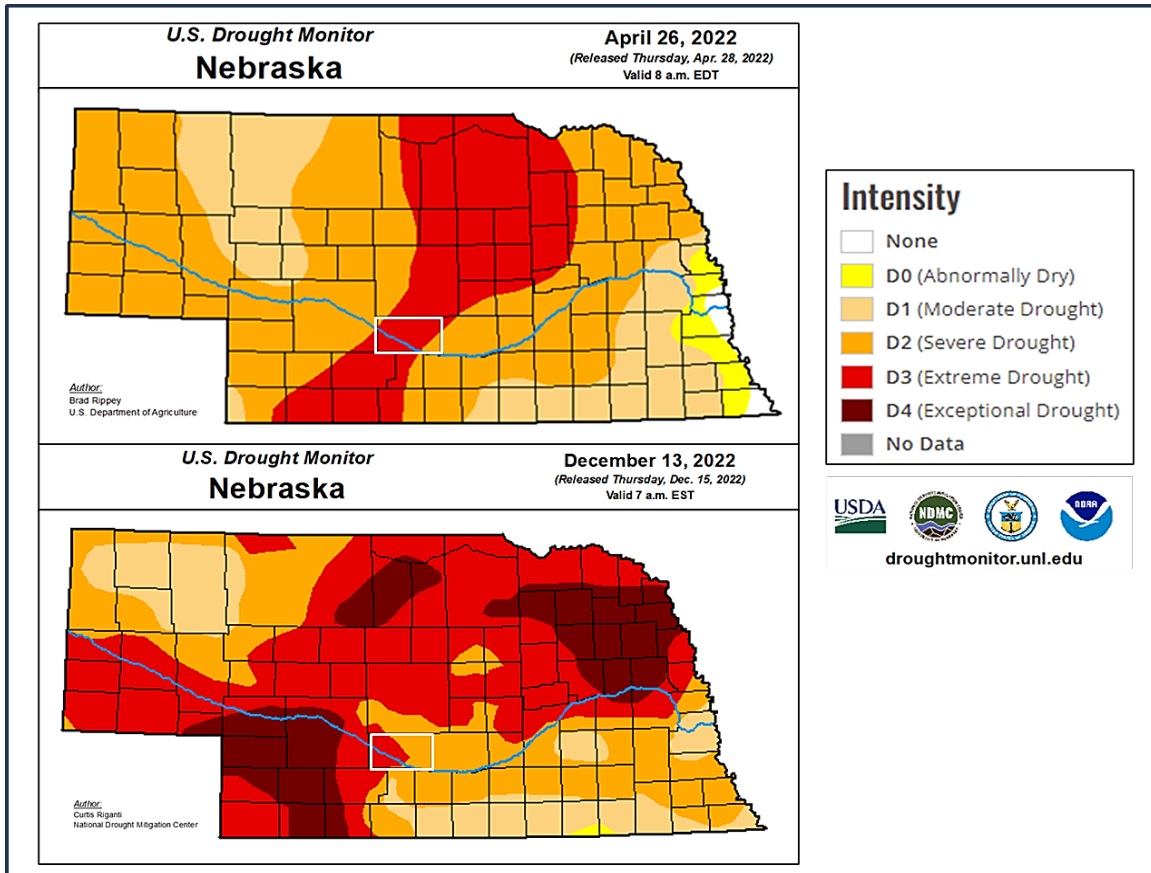 U.S. Drought Monitor
Nebraska
April 26, 2022
(Released Thursday, Apr. 28, 2022)
Valid 8 a.m. EDT
Author:
Brad Rippey
U.S. Department of Agriculture
U.S. Drought Monitor
Nebraska
December 13, 2022
(Released Thursday, Dec. 15, 2022)
Valid 7 a.m. EST
Author:
Curtis Riganti
National Drought Mitigation Center
Intensity
None
D0 (Abnormally Dry)
D1 (Moderate Drought)
D2 (Severe Drought)
D3 (Extreme Drought)
D4 (Exceptional Drought)
No Data
USDA
NDMC
NOAA
droughtmonitor.unl.edu